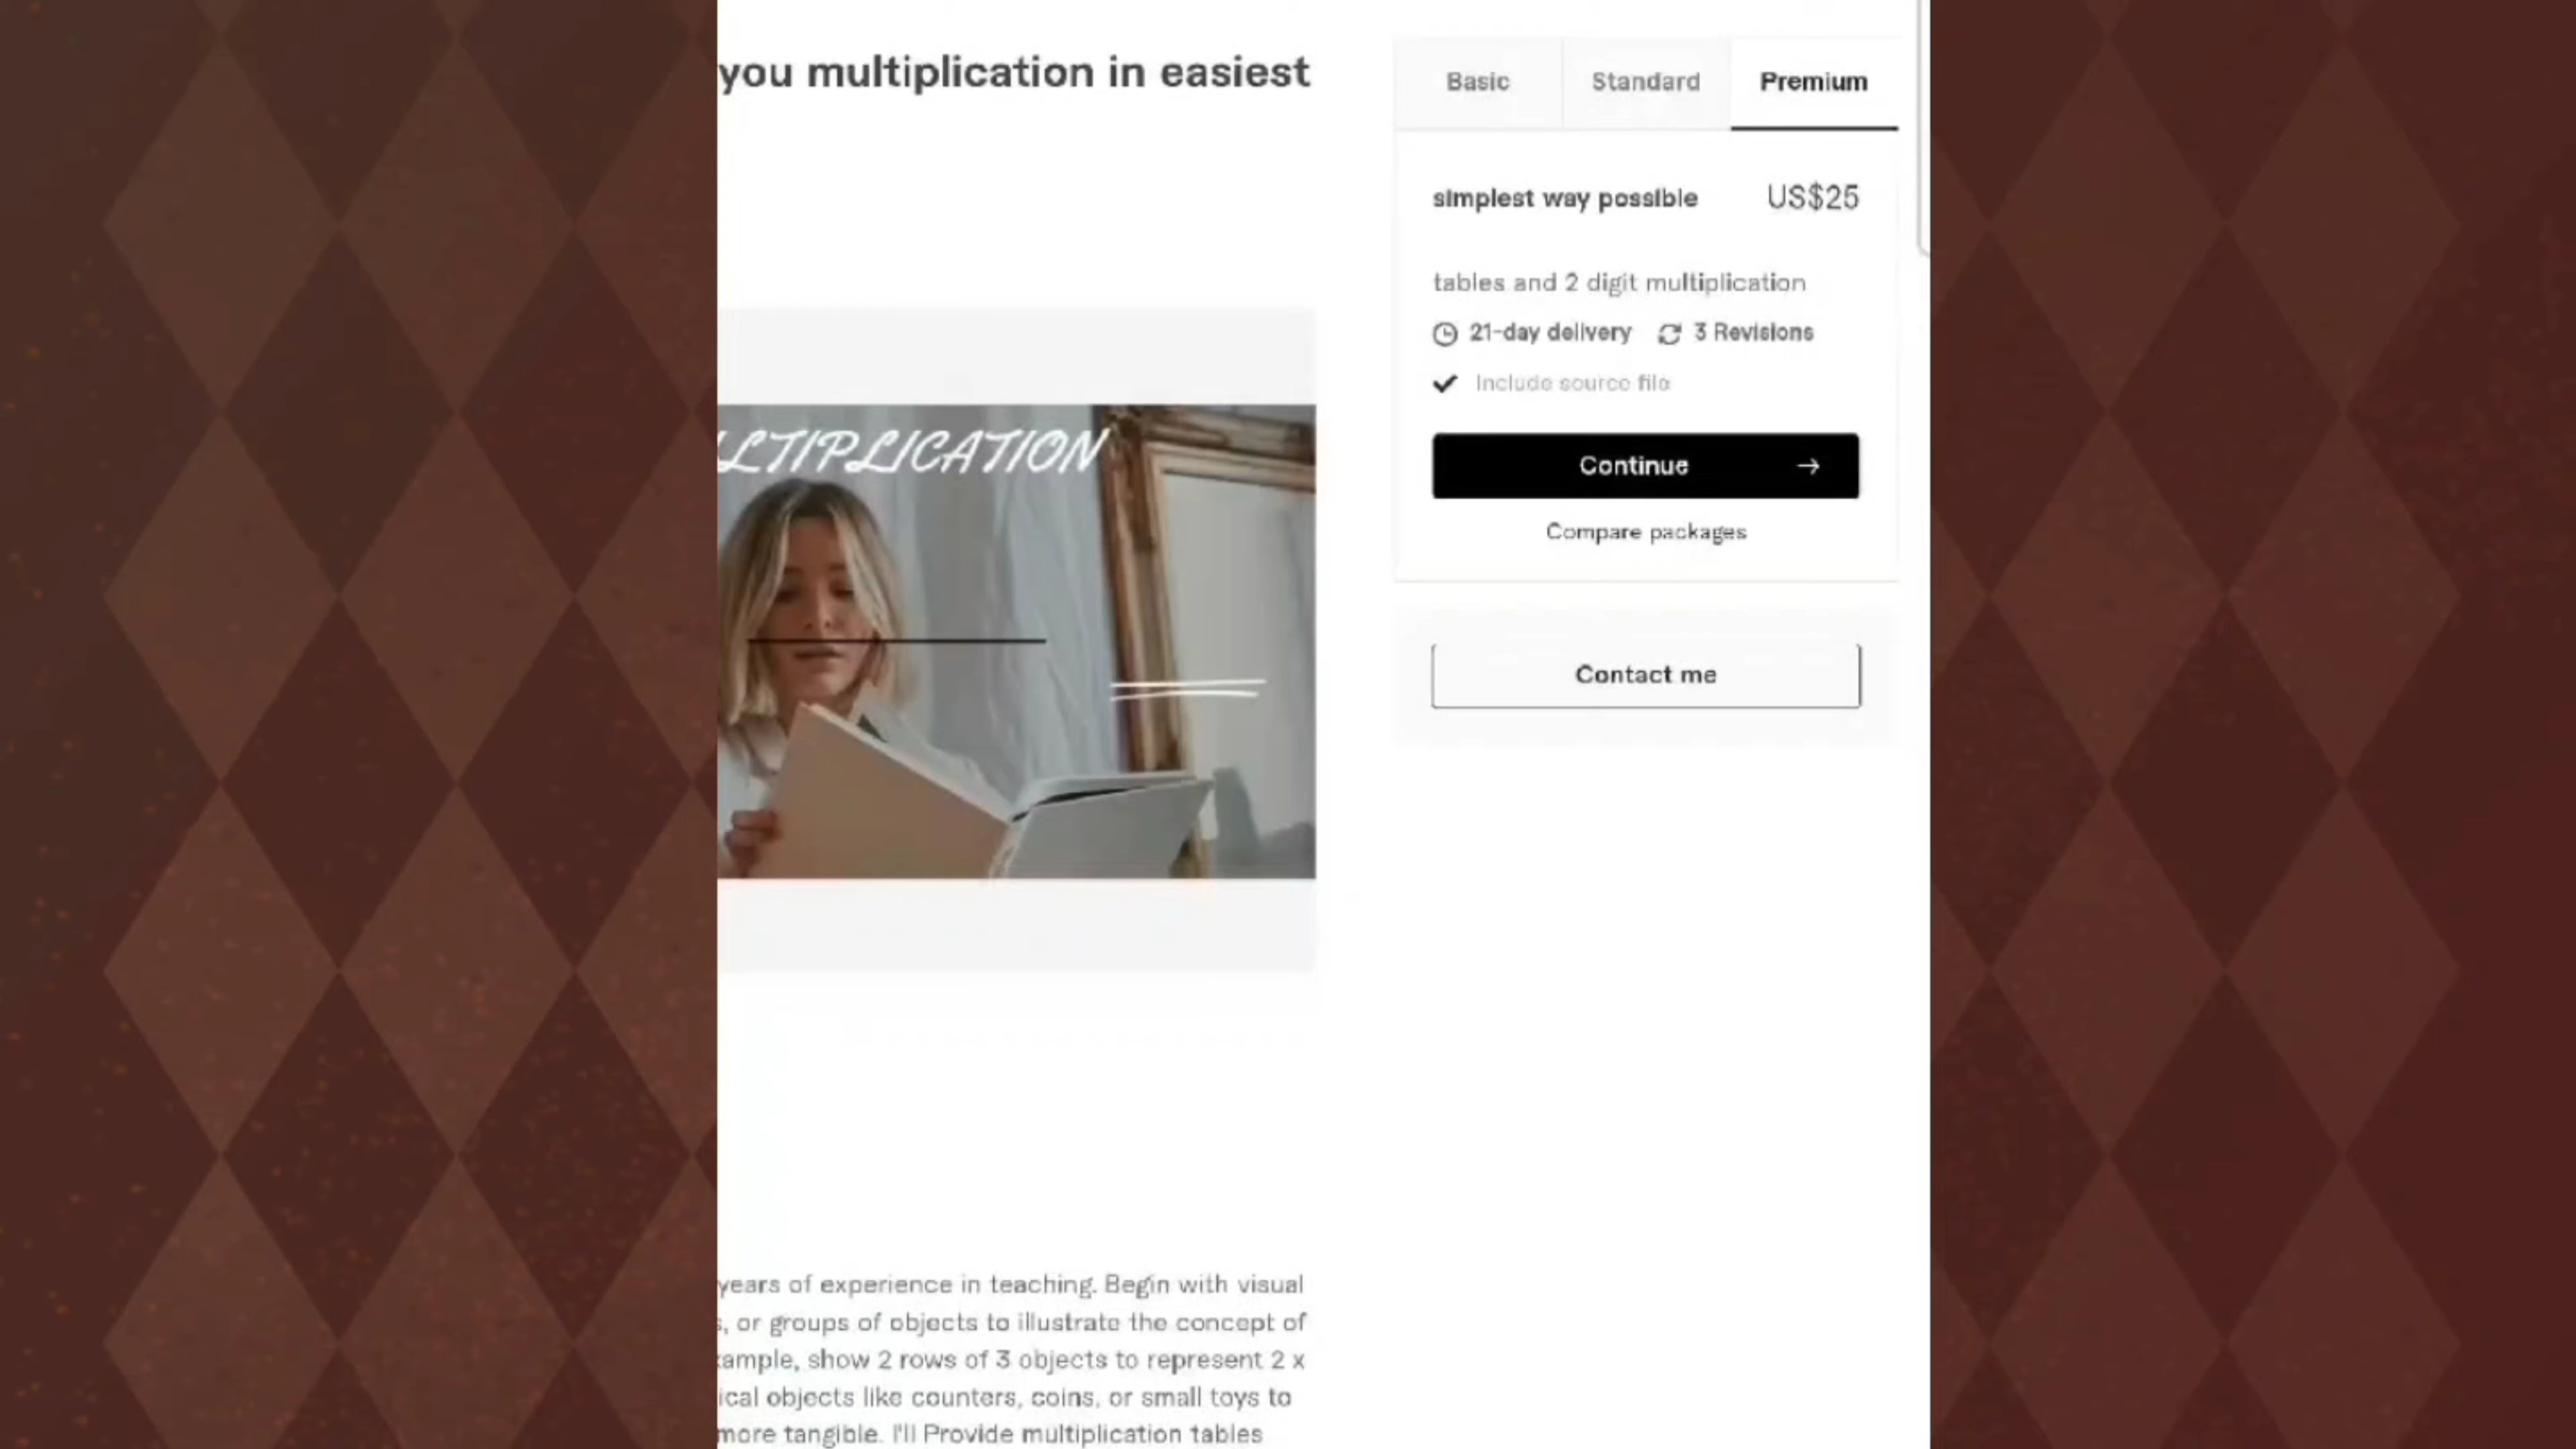 you multiplication in easiest
Basic
Standard
Premium
simplest way possible
US$25
tables and 2 digit multiplication
21-day delivery
3 Revisions
Include source file
Continue
Compare packages
Contact me
LTIPLICATION
years of experience in teaching. Begin with visual
, or groups of objects to illustrate the concept of
ample, show 2 rows of 3 objects to represent 2 x
ical objects like counters, coins, or small toys to
more tangible. I'll Provide multiplication tables